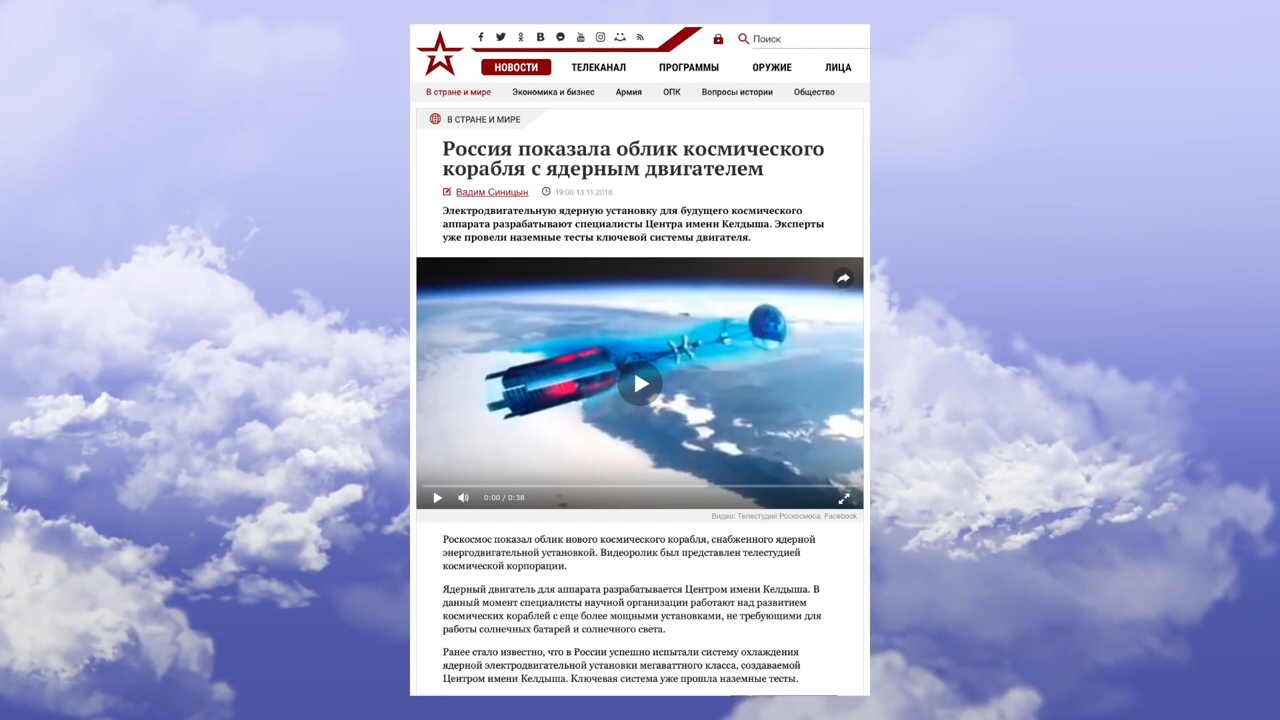 Поиск
НОВОСТИ ТЕЛЕКАНАЛ ПРОГРАММЫ ОРУЖИЕ ЛИЦА
В стране и мире Экономика и бизнес Армия ОПК Вопросы истории Общество
В СТРАНЕ И МИРЕ
Россия показала облик космического
корабля с ядерным двигателем
Вадим Синицын 19:00 13.11.2018
Электродвигательную ядерную установку для будущего космического
аппарата разрабатывают специалисты Центра имени Келдыша. Эксперты
уже провели наземные тесты ключевой системы двигателя.
0:00 / 0:38
Видео: Телестудия Роскосмоса, Facebook
Роскосмос показал облик нового космического корабля, снабженного ядерной
энергодвигательной установкой. Видеоролик был представлен телестудией
космической корпорации.
Ядерный двигатель для аппарата разрабатывается Центром имени Келдыша. В
данный момент специалисты научной организации работают над развитием
космических кораблей с еще более мощными установками, не требующими для
работы солнечных батарей и солнечного света.
Ранее стало известно, что в России успешно испытали систему охлаждения
ядерной электродвигательной установки мегаваттного класса, создаваемой
Центром имени Келдыша. Ключевая система уже прошла наземные тесты.